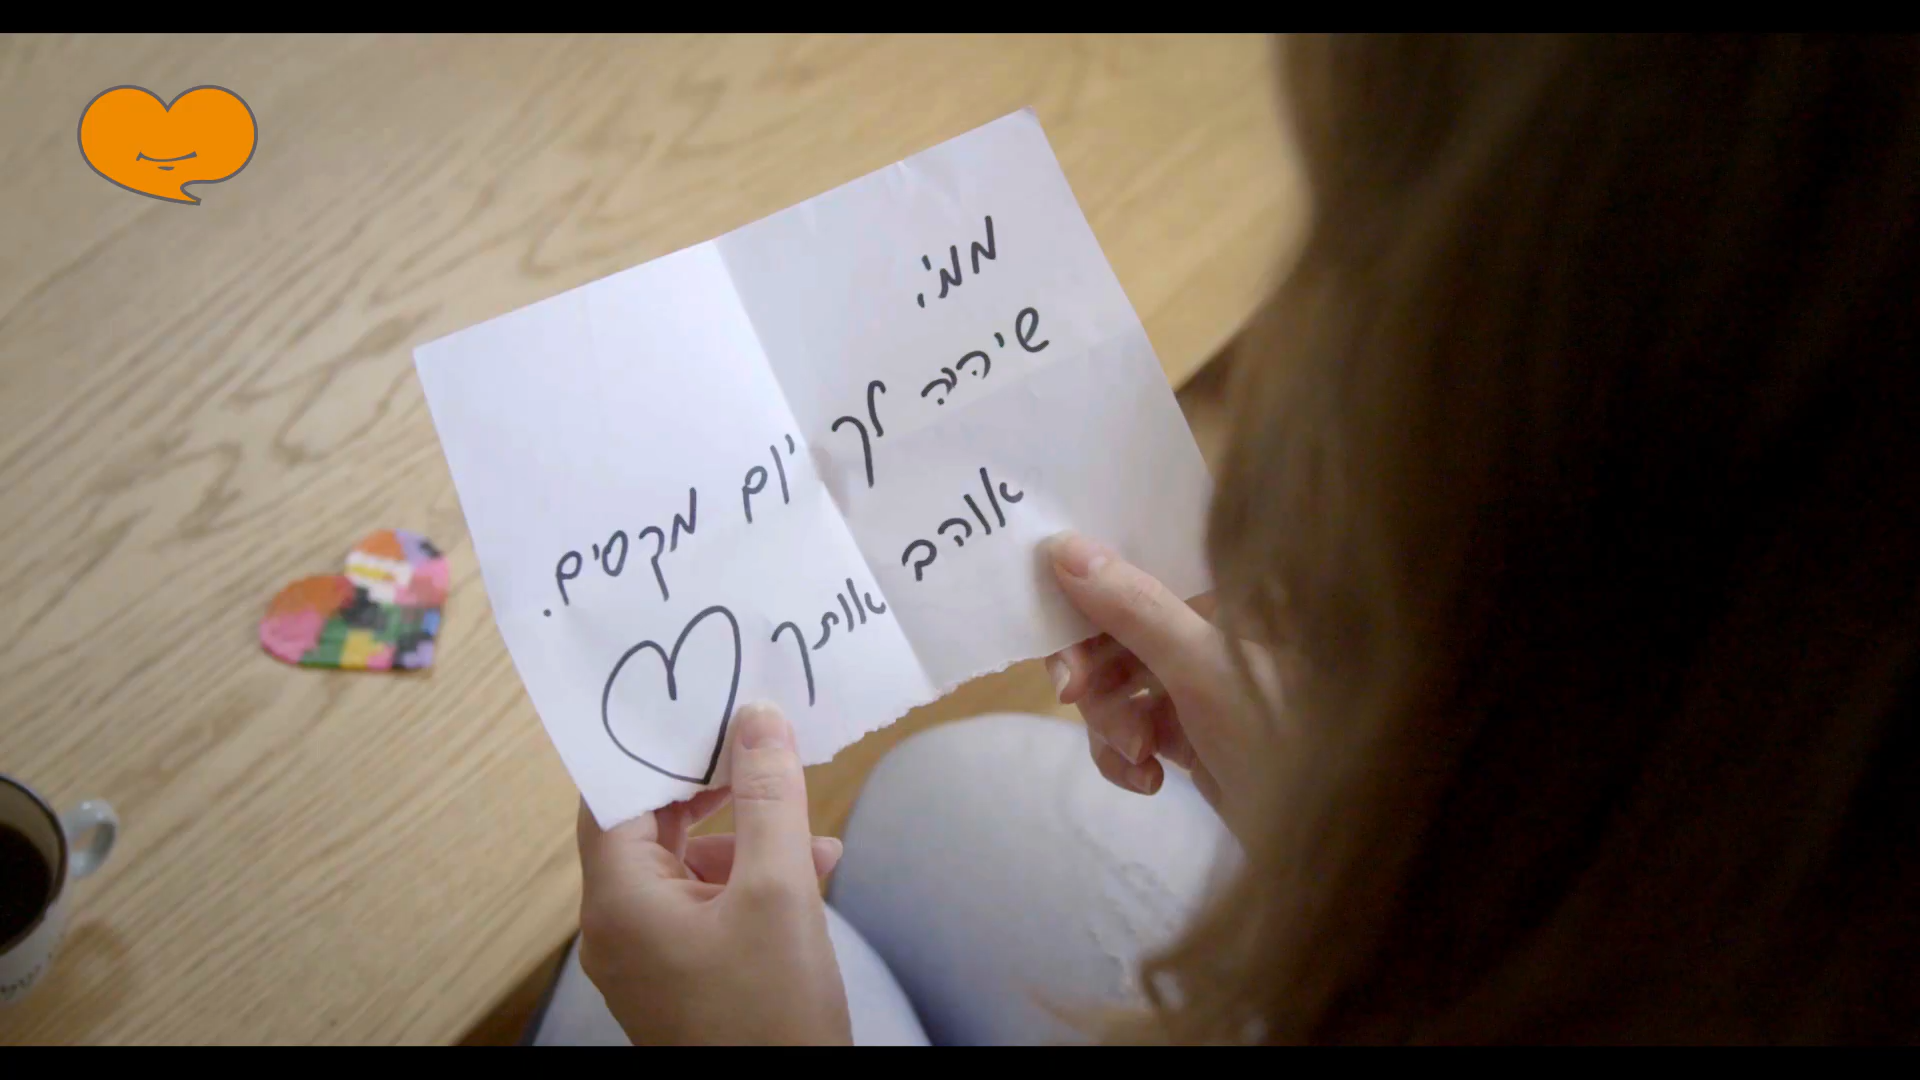 ממי,
שיהיה לך יום מקסים.
אוהב אותך